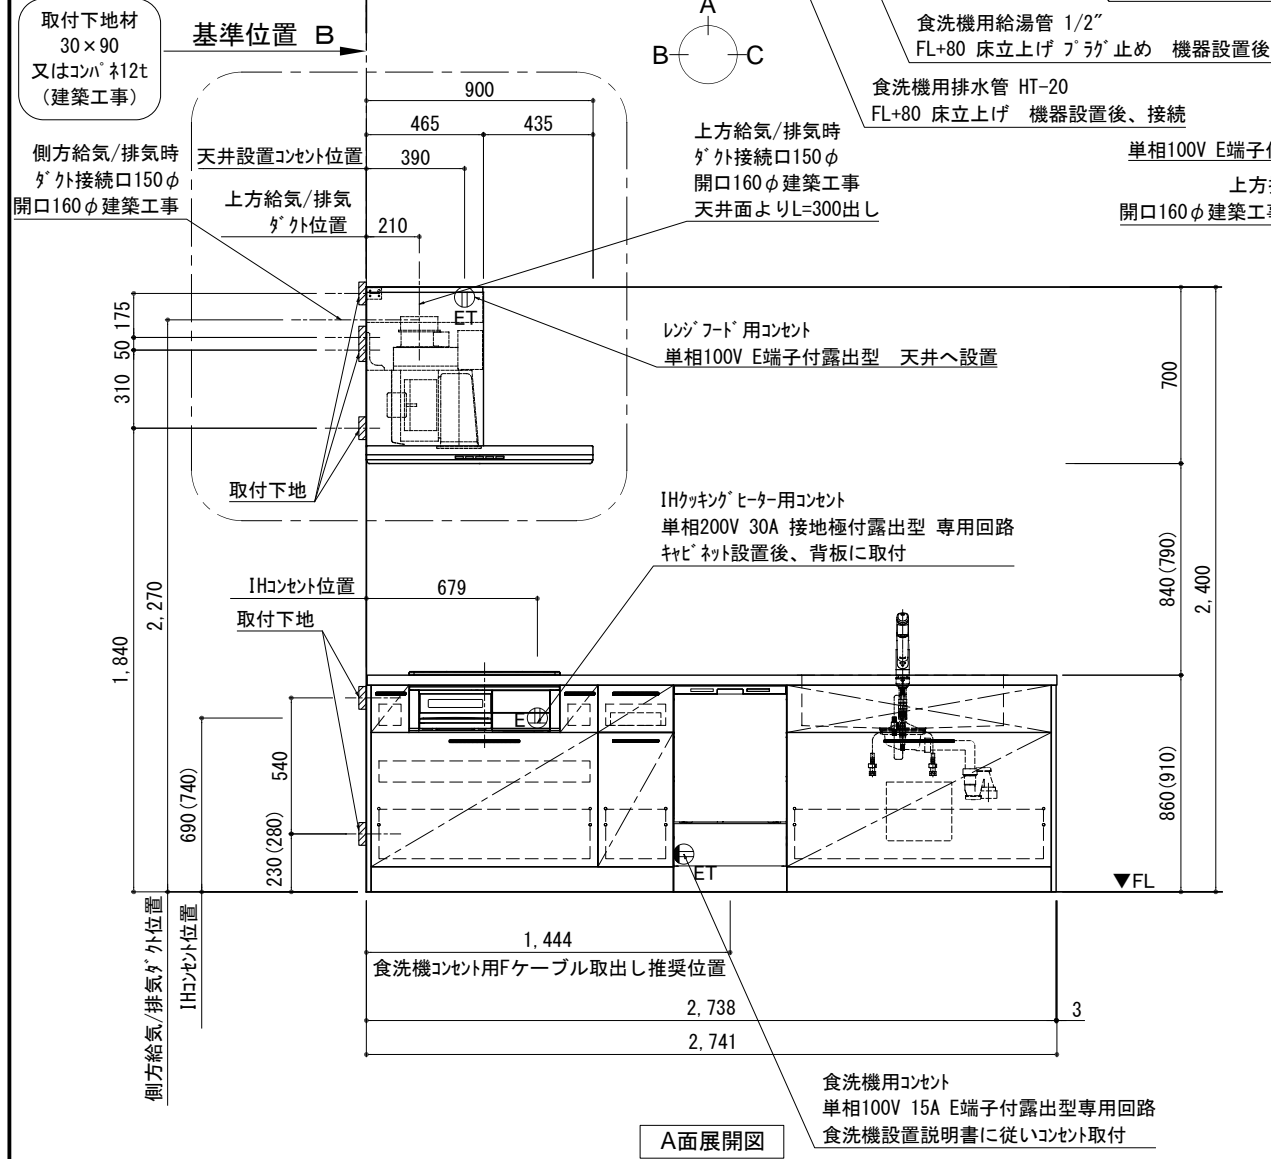 取付下地材
30×90
又はｺﾝﾊﾟﾈ12t
(建築工事)
基準位置 B
A
B
C
食洗機用給湯管 1/2″
FL+80 床立上げ ﾌﾟﾗｸﾞ止め 機器設置後
食洗機用排水管 HT-20
FL+80 床立上げ 機器設置後、接続
単相100V E端子
開口160φ建築工
側方給気/排気時
ﾀﾞｸﾄ接続口150φ
開口160φ建築工事
900
465
435
天井設置ｺﾝｾﾝﾄ位置
390
上方給気/排気
ﾀﾞｸﾄ位置
210
上方給気/排気時
ﾀﾞｸﾄ接続口150φ
開口160φ建築工事
天井面よりL=300出し
ET
ﾚﾝｼﾞﾌｰﾄﾞ用ｺﾝｾﾝﾄ
単相100V E端子付露出型 天井へ設置
175
50
310
取付下地
700
IHｸｯｷﾝｸﾞﾋｰﾀｰ用ｺﾝｾﾝﾄ
単相200V 30A 接地極付露出型 専用回路
ｷｬﾋﾞﾈｯﾄ設置後、背板に取付
IHｺﾝｾﾝﾄ位置
679
取付下地
2,270
1,840
840(790)
2,400
E
540
690(740)
230(280)
860(910)
ET
▼FL
側方給気/排気ﾀﾞｸﾄ位置
IHｺﾝｾﾝﾄ位置
1,444
食洗機ｺﾝｾﾝﾄ用Fケーブル取出し推奨位置
2,738
3
2,741
食洗機用ｺﾝｾﾝﾄ
単相100V 15A E端子付露出型専用回路
食洗機設置説明書に従いｺﾝｾﾝﾄ取付
A面展開図